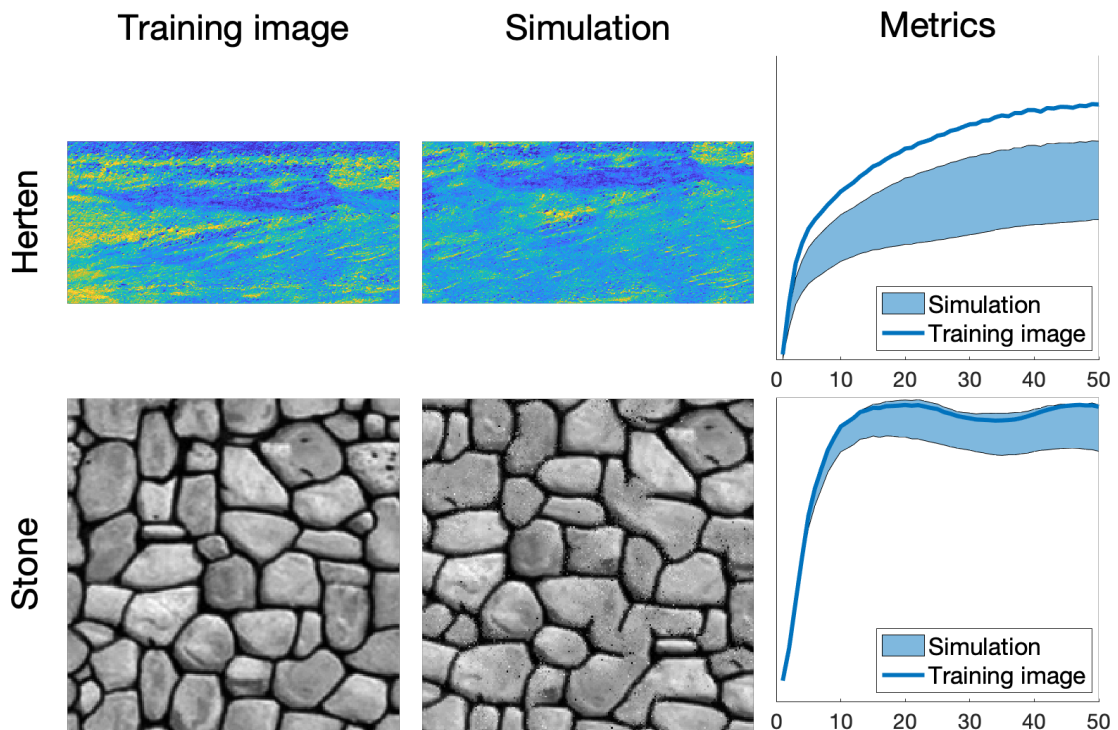 Training image
Simulation
Metrics
Herten
Simulation
Training image
0 10 20 30 40 50
Stone
Simulation
Training image
0 10 20 30 40 50